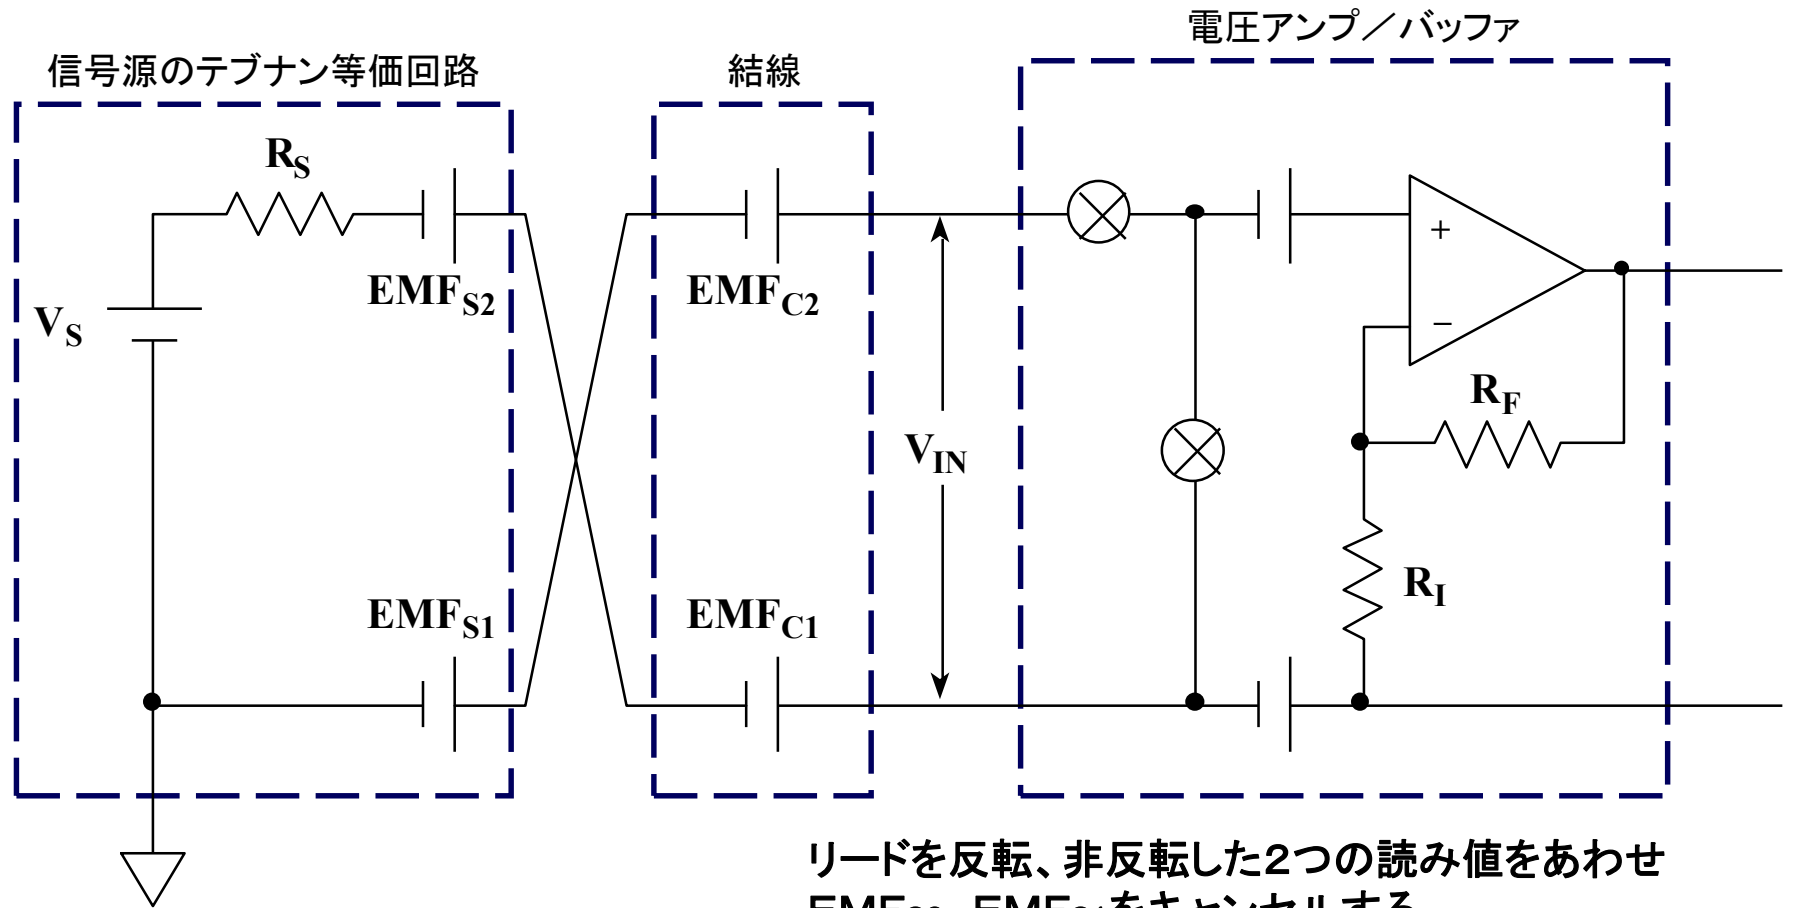 電圧アンプ／バッファ
信号源のテブナン等価回路
結線
RS
EMFS2
EMFC2
VS
+
−
RF
VIN
RI
EMFS1
EMFC1
リードを反転、非反転した２つの読み値をあわせ